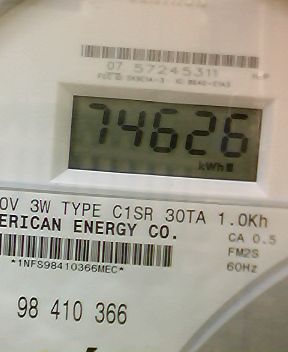 07 57245311
74626
kWh
0V 3W TYPE C1SR 30TA 1.0Kh
ERICAN ENERGY CO.
CA 0.5
FM2S
*1NFS98410366MEC*
60Hz
98 410 366